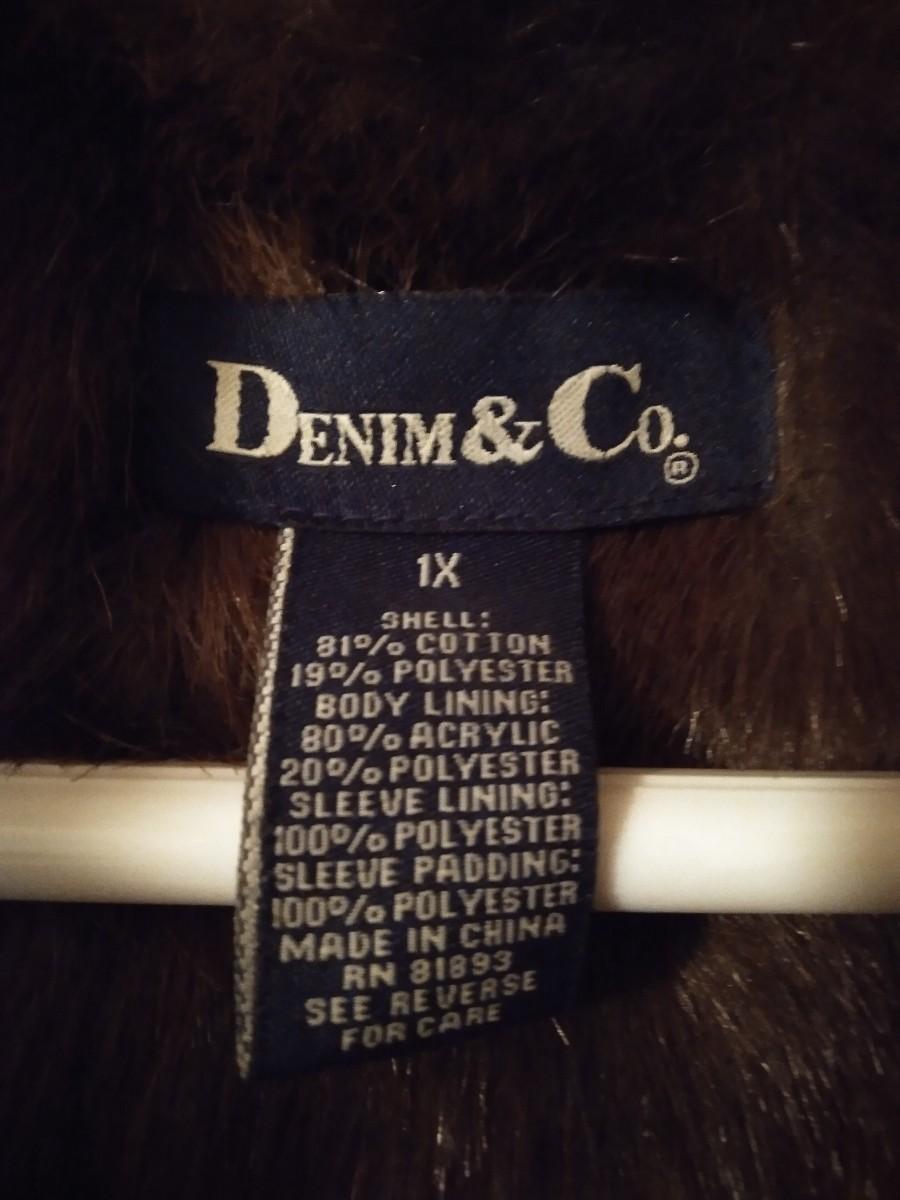 DENIM & CO.®
1X
SHELL:
81% COTTON
19% POLYESTER
BODY LINING:
80% ACRYLIC
20% POLYESTER
SLEEVE LINING:
100% POLYESTER
SLEEVE PADDING:
100% POLYESTER
MADE IN CHINA
RN 81893
SEE REVERSE
FOR CARE